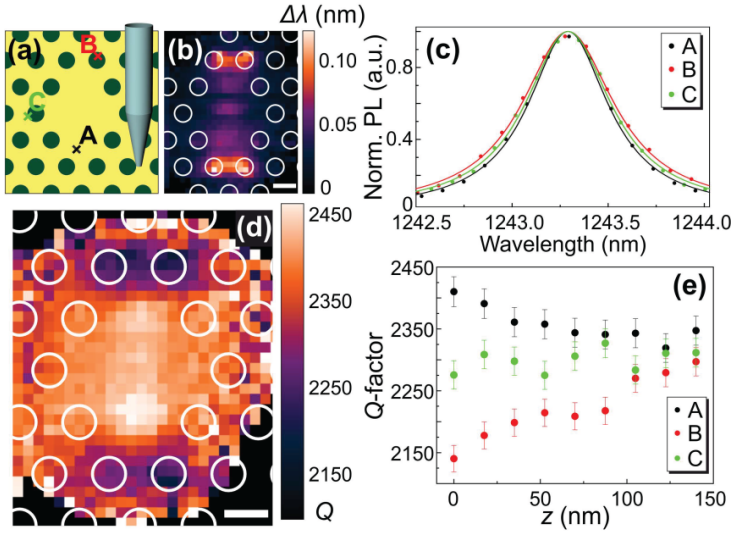 (a)
B
C
A
(b)
Δλ (nm)
0.10
0.05
0
(c)
A
B
C
Norm. PL (a.u.)
0.8
0.4
0
1242.5
1243.0
1243.5
1244.0
Wavelength (nm)
(d)
2450
2350
2250
2150
Q
(e)
2450
2350
2250
2150
Q-factor
A
B
C
0
50
100
150
z (nm)